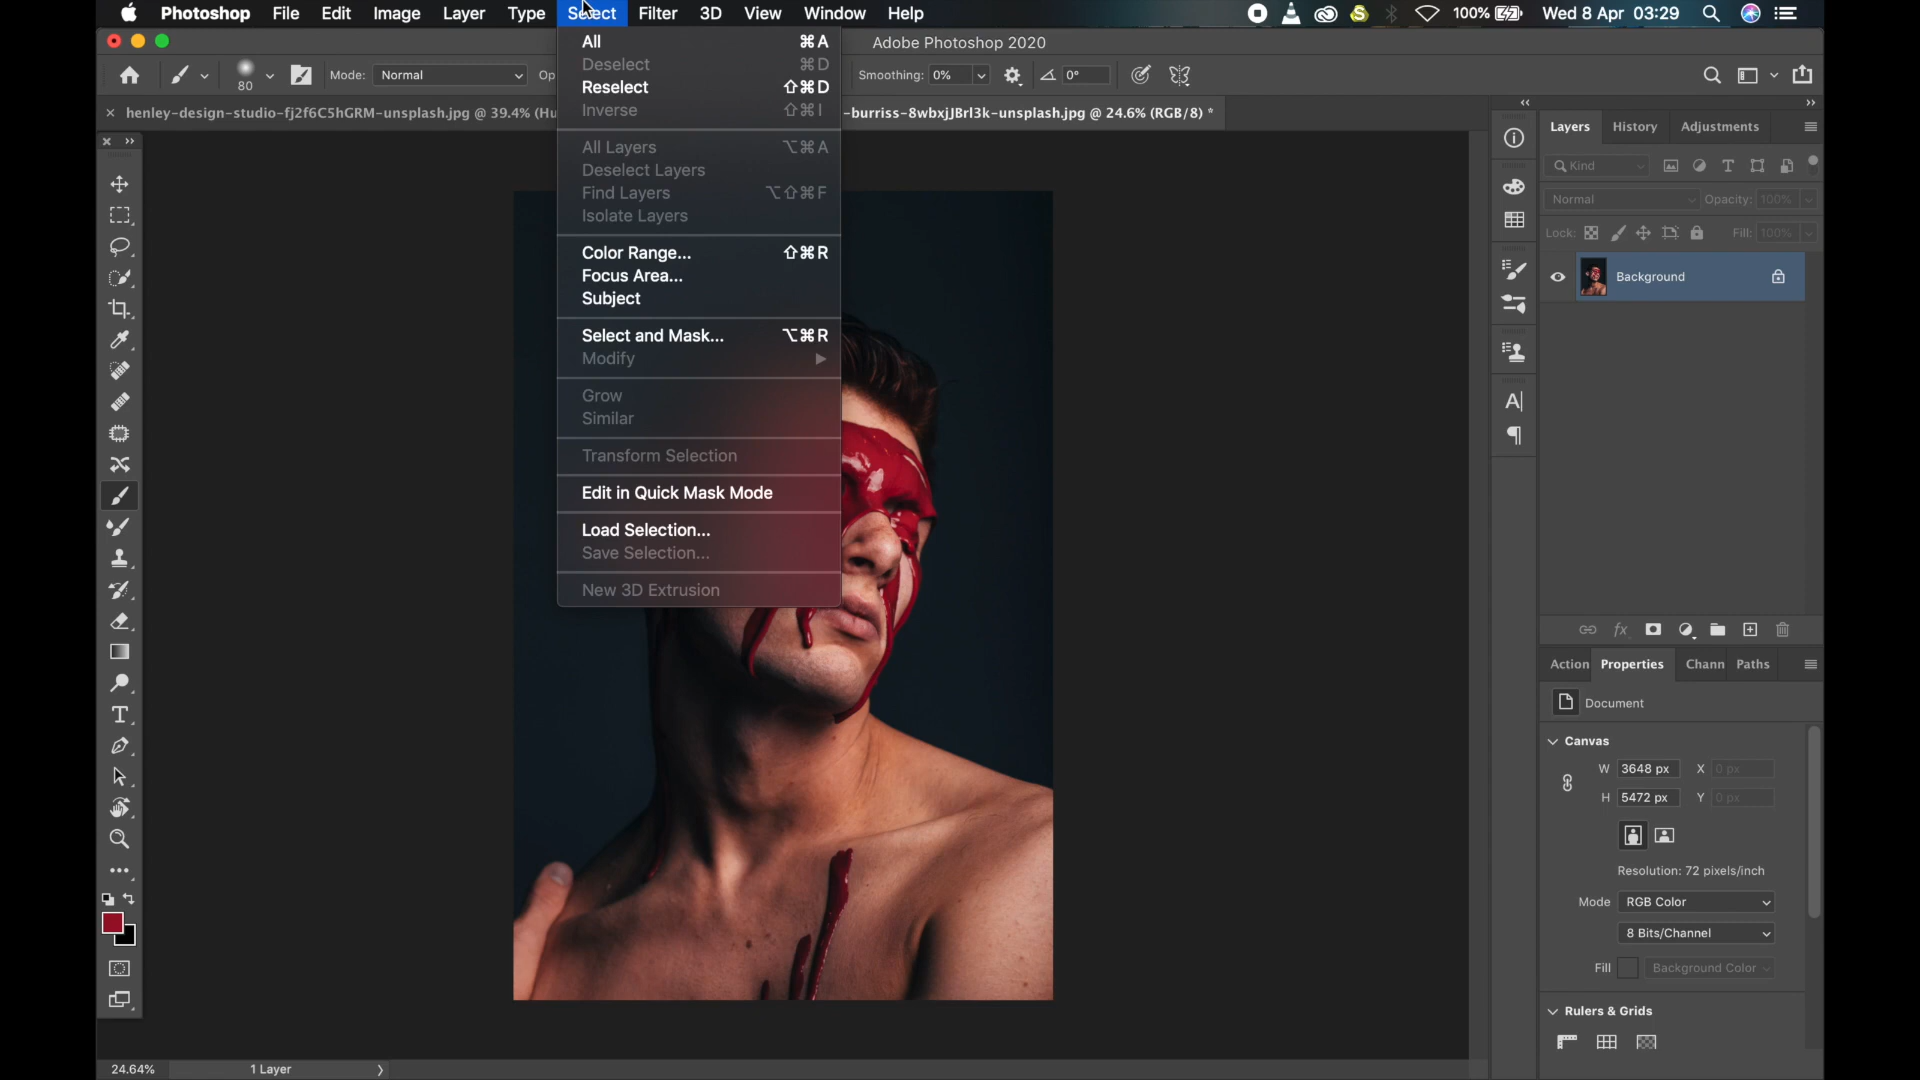 Photoshop File Edit Image Layer Type Select Filter 3D View Window Help 100% Wed 8 Apr 03:29
Adobe Photoshop 2020
80 Mode: Normal Op Smoothing: 0% 0°
henley-design-studio-fj2f6C5hGRM-unsplash.jpg @ 39.4% (Hu -burriss-8wbxjJBrI3k-unsplash.jpg @ 24.6% (RGB/8) *
All ⌘A
Deselect ⌘D
Reselect ⇧⌘D
Inverse ⇧⌘I
All Layers ⌥⌘A
Deselect Layers
Find Layers ⌥⇧⌘F
Isolate Layers
Color Range... ⇧⌘R
Focus Area...
Subject
Select and Mask... ⌥⌘R
Modify
Grow
Similar
Transform Selection
Edit in Quick Mask Mode
Load Selection...
Save Selection...
New 3D Extrusion
Layers History Adjustments
Kind
Normal Opacity: 100%
Lock: Fill: 100%
Background
Action Properties Chann Paths
Document
Canvas
W 3648 px X 0 px
H 5472 px Y 0 px
Resolution: 72 pixels/inch
Mode RGB Color
8 Bits/Channel
Fill Background Color
Rulers & Grids
24.64% 1 Layer